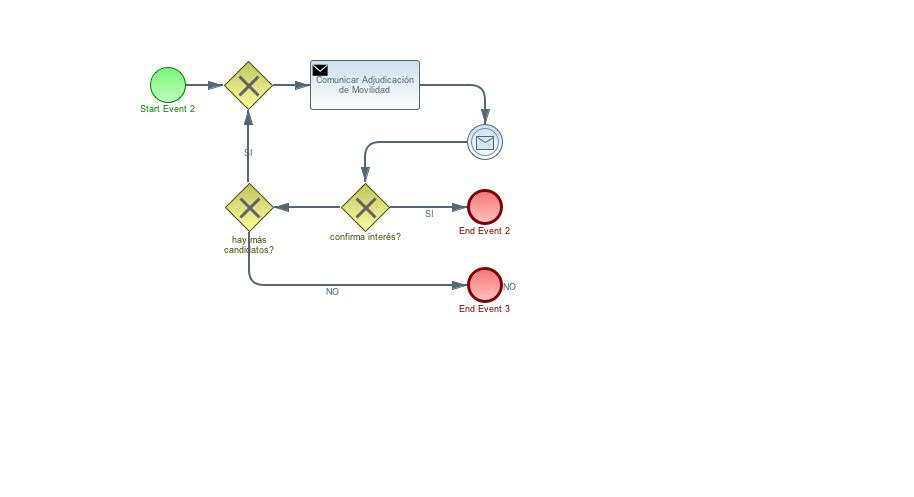 Comunicar Adjudicación
de Movilidad
Start Event 2
SI
SI
End Event 2
confirma interés?
hay más
candidatos?
NO
NO
End Event 3